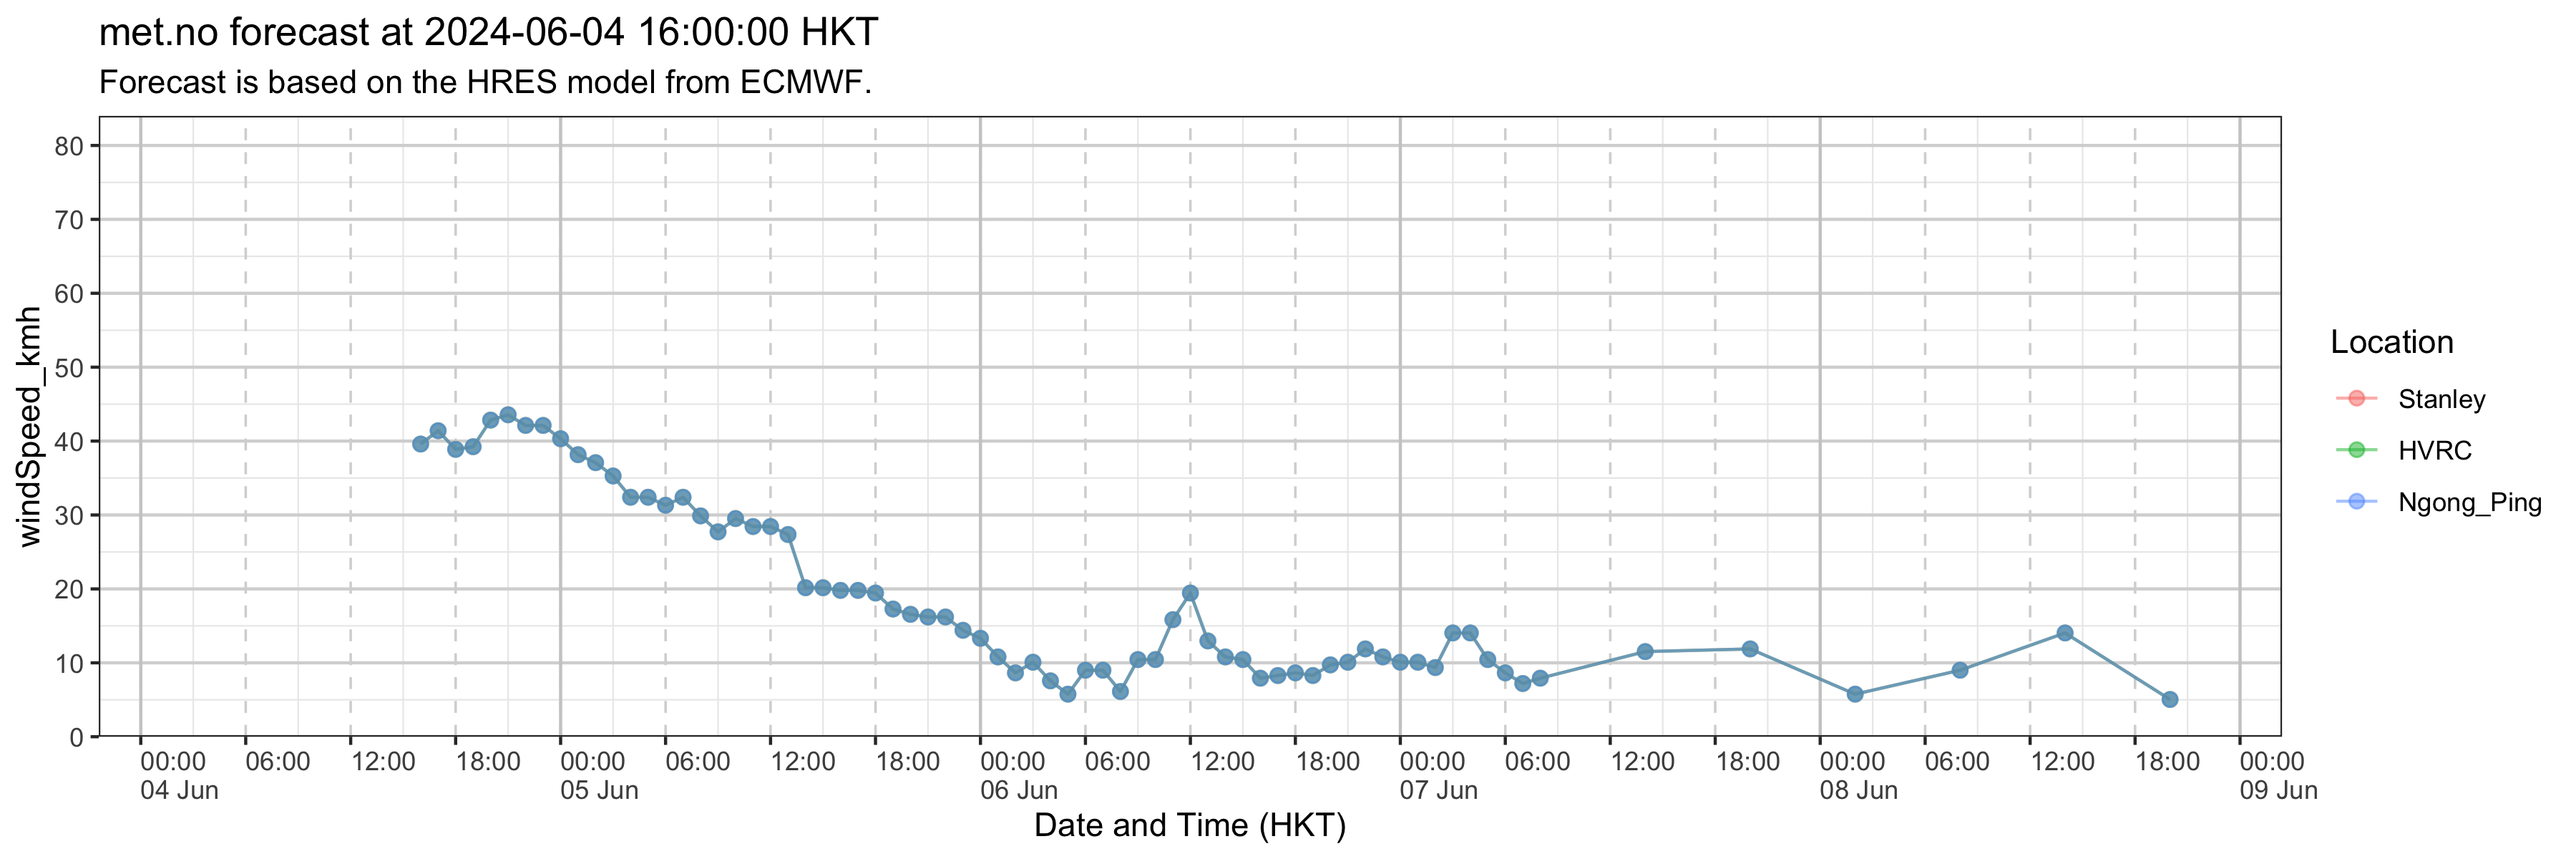 met.no forecast at 2024-06-04 16:00:00 HKT
Forecast is based on the HRES model from ECMWF.
windSpeed_kmh
80
70
60
50
40
30
20
10
0
00:00 06:00 12:00 18:00 00:00 06:00 12:00 18:00 00:00 06:00 12:00 18:00 00:00 06:00 12:00 18:00 00:00 06:00 12:00 18:00 00:00
04 Jun 05 Jun 06 Jun 07 Jun 08 Jun 09 Jun
Date and Time (HKT)
Location
Stanley
HVRC
Ngong_Ping